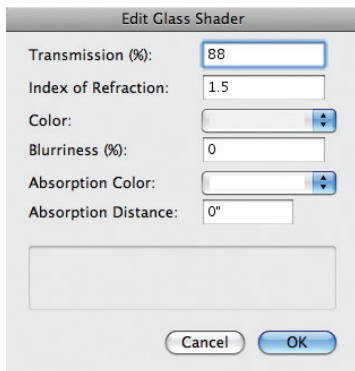 Edit Glass Shader
Transmission (%): 88
Index of Refraction: 1.5
Color:
Blurriness (%): 0
Absorption Color:
Absorption Distance: 0"
Cancel OK